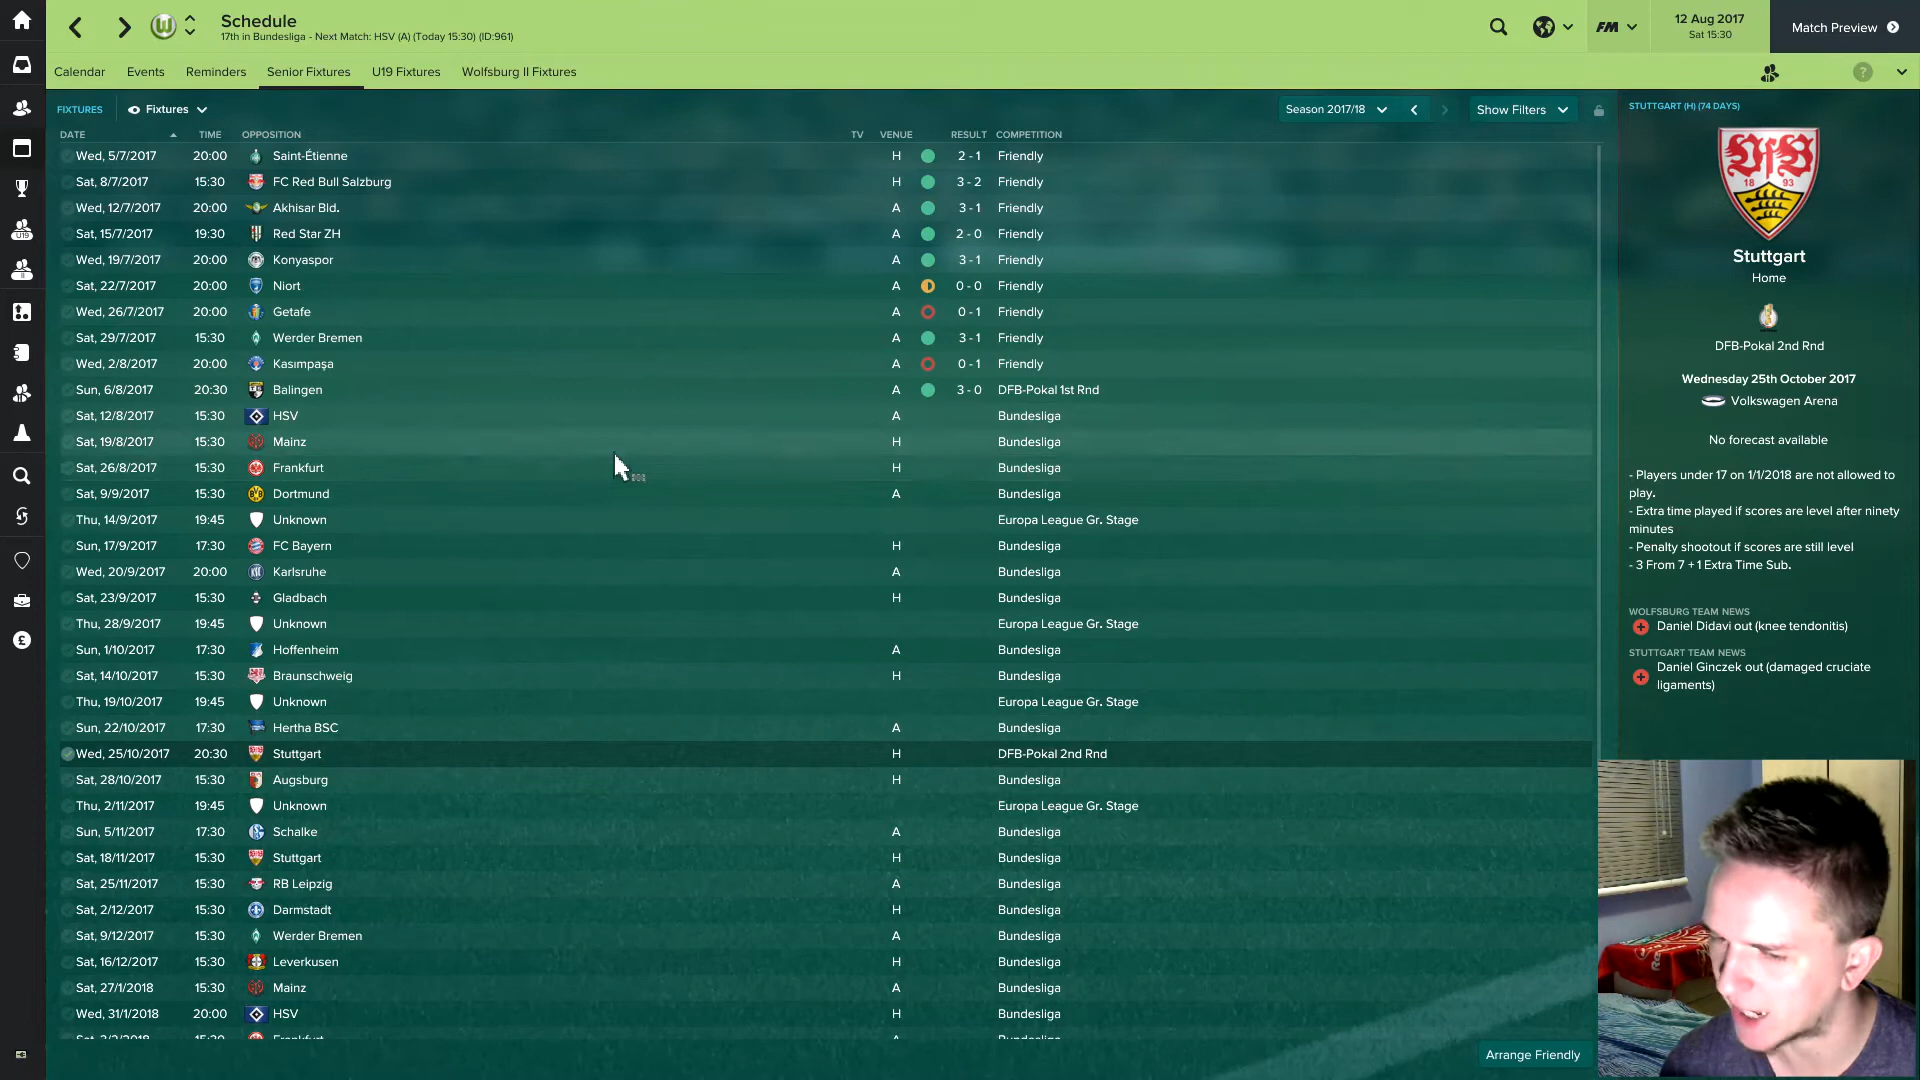 Schedule
17th in Bundesliga - Next Match: HSV (A) (Today 15:30) (ID:961)
FM
12 Aug 2017
Sat 15:30
Match Preview
Calendar Events Reminders Senior Fixtures U19 Fixtures Wolfsburg II Fixtures
FIXTURES Fixtures Season 2017/18 Show Filters
DATE TIME OPPOSITION TV VENUE RESULT COMPETITION
Wed, 5/7/2017 20:00 Saint-Étienne H 2 - 1 Friendly
Sat, 8/7/2017 15:30 FC Red Bull Salzburg H 3 - 2 Friendly
Wed, 12/7/2017 20:00 Akhisar Bld. A 3 - 1 Friendly
Sat, 15/7/2017 19:30 Red Star ZH A 2 - 0 Friendly
Wed, 19/7/2017 20:00 Konyaspor A 3 - 1 Friendly
Sat, 22/7/2017 20:00 Niort A 0 - 0 Friendly
Wed, 26/7/2017 20:00 Getafe A 0 - 1 Friendly
Sat, 29/7/2017 15:30 Werder Bremen A 3 - 1 Friendly
Wed, 2/8/2017 20:00 Kasımpaşa A 0 - 1 Friendly
Sun, 6/8/2017 20:30 Balingen A 3 - 0 DFB-Pokal 1st Rnd
Sat, 12/8/2017 15:30 HSV A Bundesliga
Sat, 19/8/2017 15:30 Mainz H Bundesliga
Sat, 26/8/2017 15:30 Frankfurt H Bundesliga
Sat, 9/9/2017 15:30 Dortmund A Bundesliga
Thu, 14/9/2017 19:45 Unknown Europa League Gr. Stage
Sun, 17/9/2017 17:30 FC Bayern H Bundesliga
Wed, 20/9/2017 20:00 Karlsruhe A Bundesliga
Sat, 23/9/2017 15:30 Gladbach H Bundesliga
Thu, 28/9/2017 19:45 Unknown Europa League Gr. Stage
Sun, 1/10/2017 17:30 Hoffenheim A Bundesliga
Sat, 14/10/2017 15:30 Braunschweig H Bundesliga
Thu, 19/10/2017 19:45 Unknown Europa League Gr. Stage
Sun, 22/10/2017 17:30 Hertha BSC A Bundesliga
Wed, 25/10/2017 20:30 Stuttgart H DFB-Pokal 2nd Rnd
Sat, 28/10/2017 15:30 Augsburg H Bundesliga
Thu, 2/11/2017 19:45 Unknown Europa League Gr. Stage
Sun, 5/11/2017 17:30 Schalke A Bundesliga
Sat, 18/11/2017 15:30 Stuttgart H Bundesliga
Sat, 25/11/2017 15:30 RB Leipzig A Bundesliga
Sat, 2/12/2017 15:30 Darmstadt H Bundesliga
Sat, 9/12/2017 15:30 Werder Bremen A Bundesliga
Sat, 16/12/2017 15:30 Leverkusen H Bundesliga
Sat, 27/1/2018 15:30 Mainz A Bundesliga
Wed, 31/1/2018 20:00 HSV H Bundesliga
Arrange Friendly
STUTTGART (H) (74 DAYS)
VfB
18 93
Stuttgart
Home
DFB-Pokal 2nd Rnd
Wednesday 25th October 2017
Volkswagen Arena
No forecast available
- Players under 17 on 1/1/2018 are not allowed to
play.
- Extra time played if scores are level after ninety
minutes
- Penalty shootout if scores are still level
- 3 From 7 + 1 Extra Time Sub.
WOLFSBURG TEAM NEWS
Daniel Didavi out (knee tendonitis)
STUTTGART TEAM NEWS
Daniel Ginczek out (damaged cruciate
ligaments)